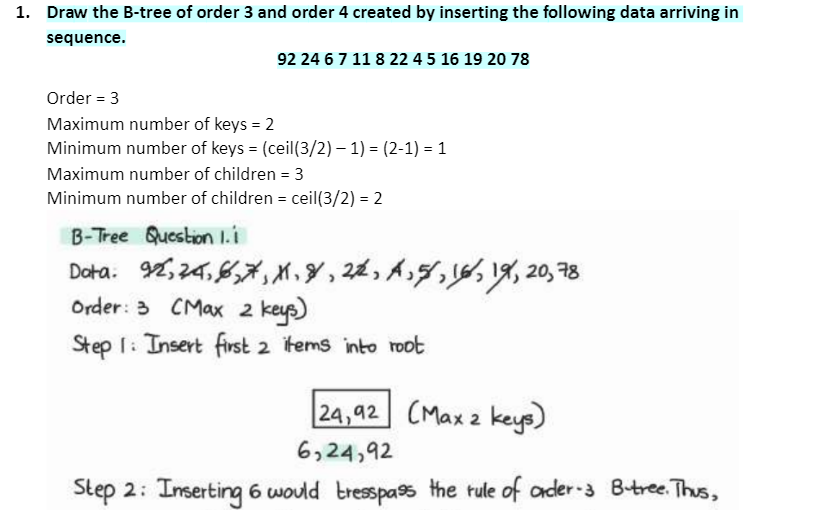 1. Draw the B-tree of order 3 and order 4 created by inserting the following data arriving in
sequence.
92 24 6 7 11 8 22 4 5 16 19 20 78
Order = 3
Maximum number of keys = 2
Minimum number of keys = (ceil(3/2) – 1) = (2-1) = 1
Maximum number of children = 3
Minimum number of children = ceil(3/2) = 2
B-Tree Question 1.i
Data: 92, 24, 6, 7, 11, 8, 22, 4, 5, 16, 19, 20, 78
Order: 3 (Max 2 keys)
Step 1: Insert first 2 items into root
24,92 (Max 2 keys)
6,24,92
Step 2: Inserting 6 would tresspass the rule of order-3 B-tree. Thus,